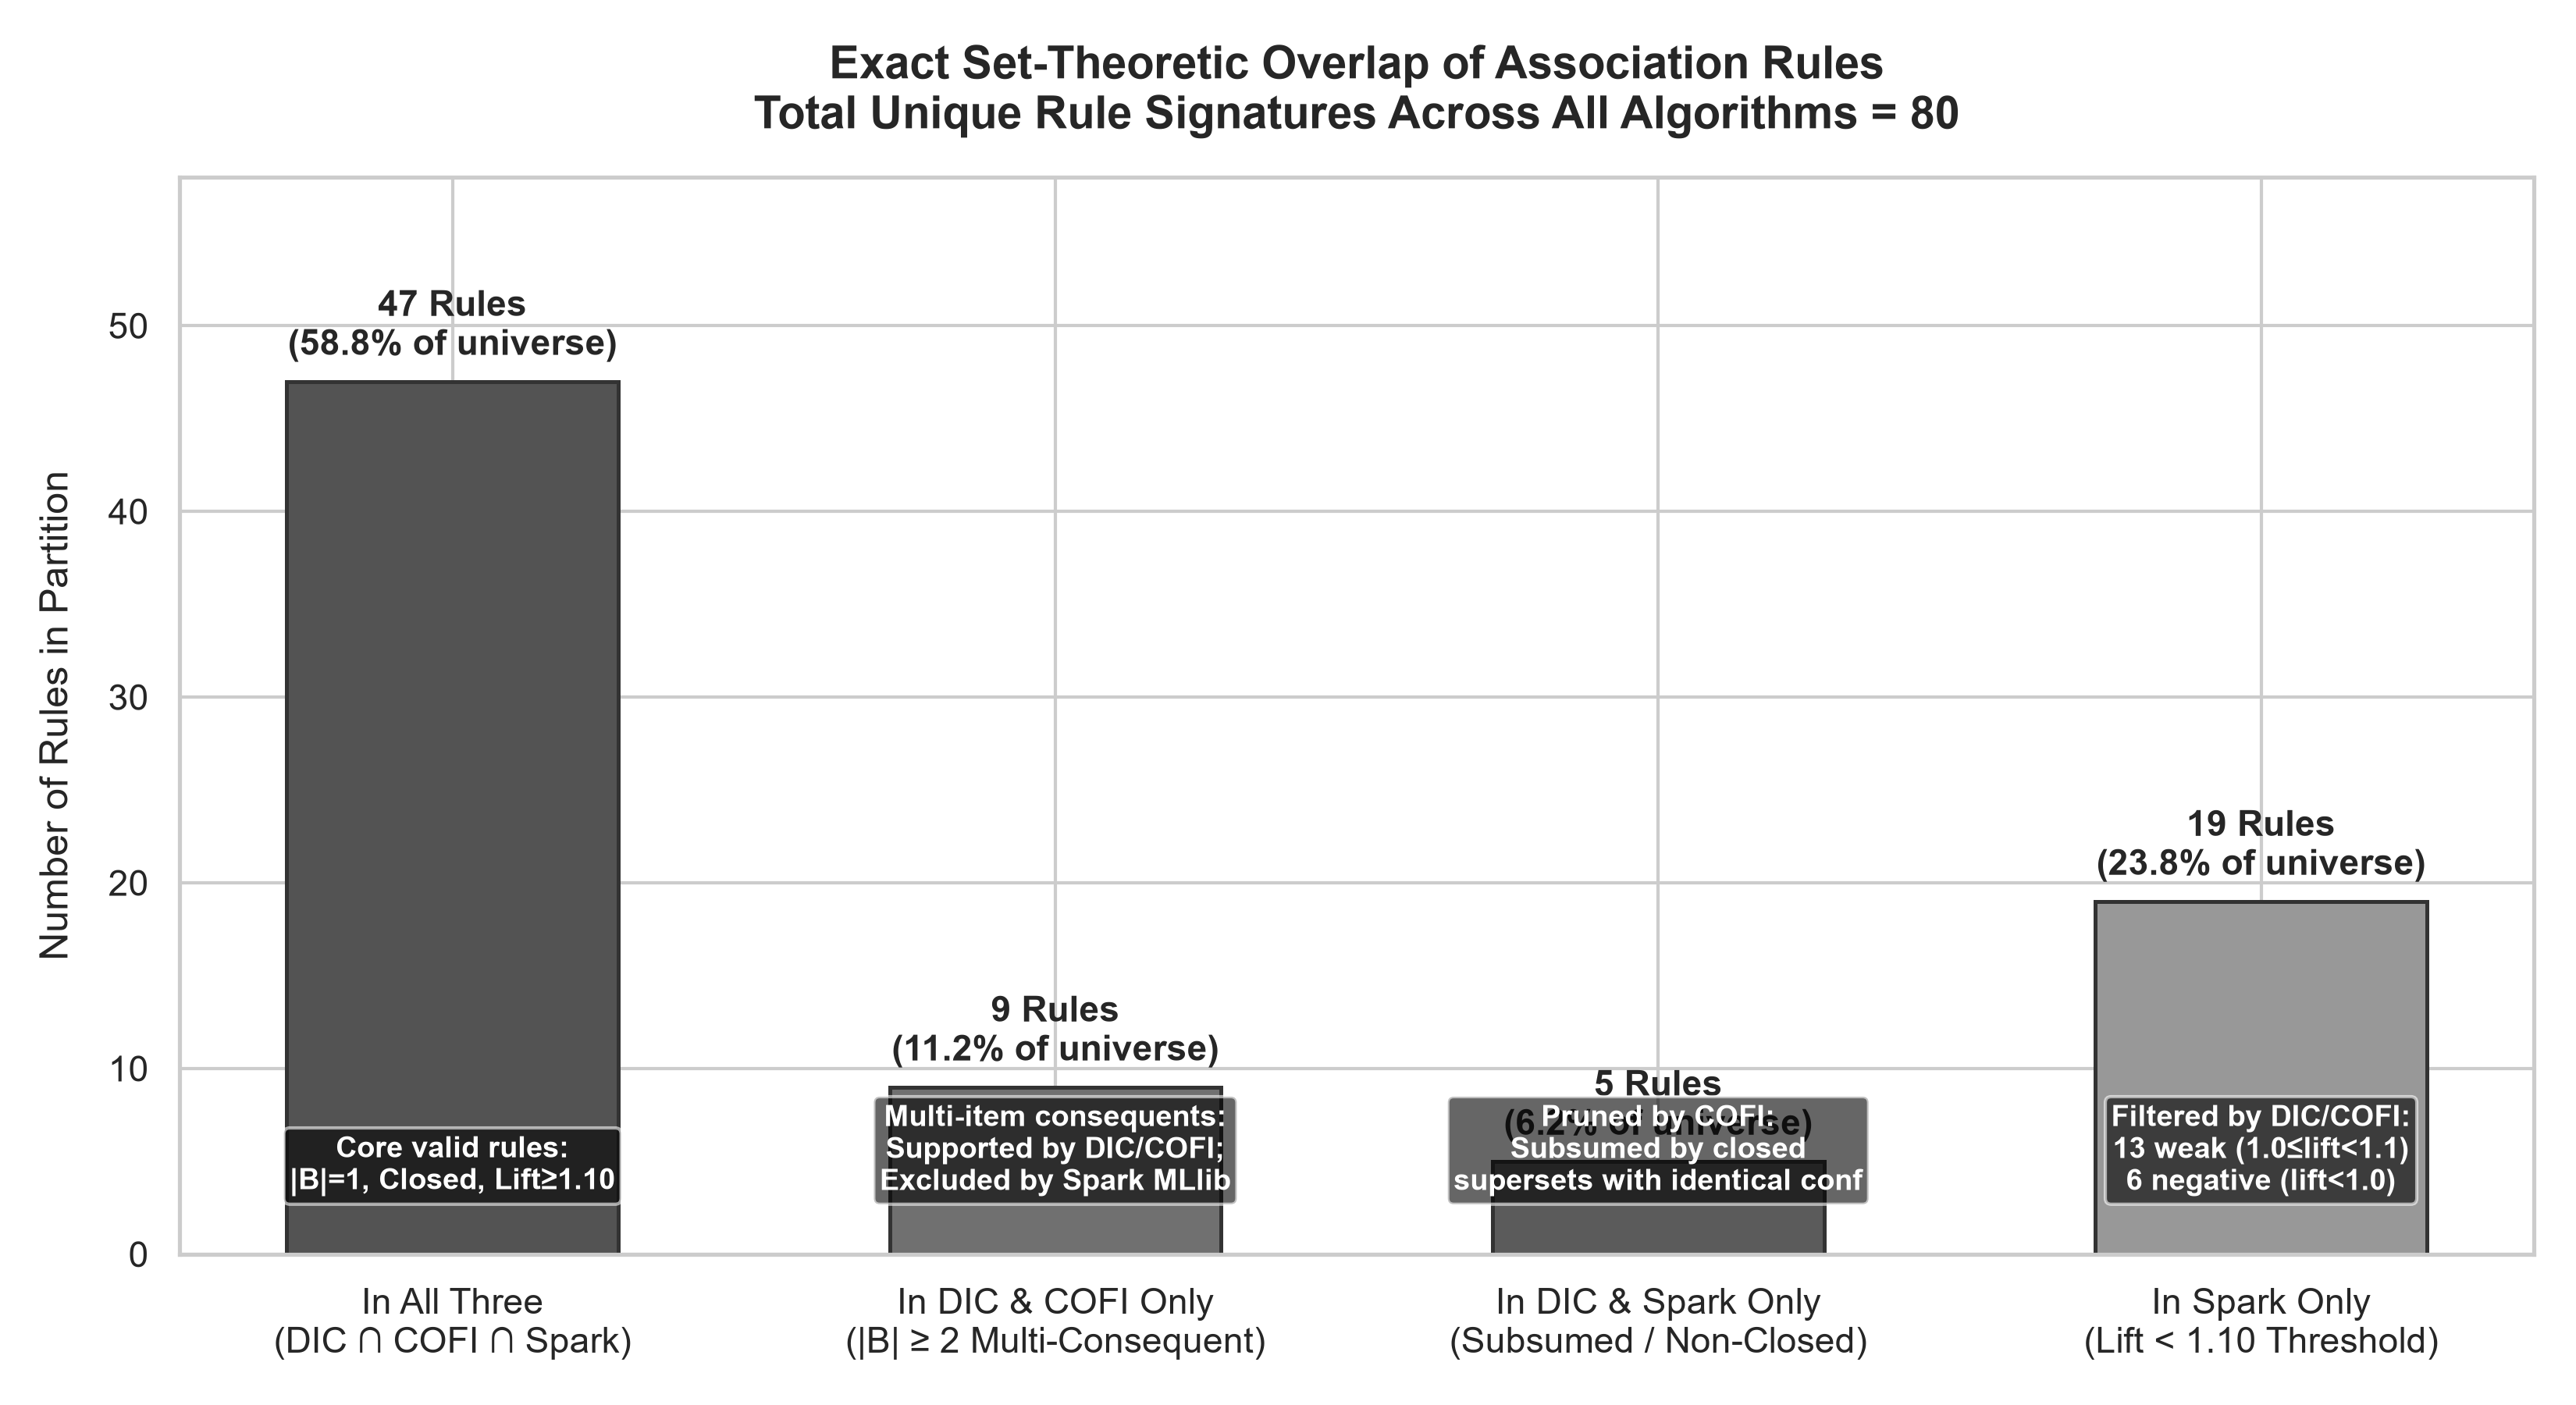 Exact Set-Theoretic Overlap of Association Rules
Total Unique Rule Signatures Across All Algorithms = 80
Number of Rules in Partition
50
40
30
20
10
0
47 Rules
(58.8% of universe)
Core valid rules:
|B|=1, Closed, Lift≥1.10
9 Rules
(11.2% of universe)
Multi-item consequents:
Supported by DIC/COFI;
Excluded by Spark MLlib
5 Rules
(6.2% of universe)
Pruned by COFI:
Subsumed by closed
supersets with identical conf
19 Rules
(23.8% of universe)
Filtered by DIC/COFI:
13 weak (1.0≤lift<1.1)
6 negative (lift<1.0)
In All Three
(DIC ∩ COFI ∩ Spark)
In DIC & COFI Only
(|B| ≥ 2 Multi-Consequent)
In DIC & Spark Only
(Subsumed / Non-Closed)
In Spark Only
(Lift < 1.10 Threshold)